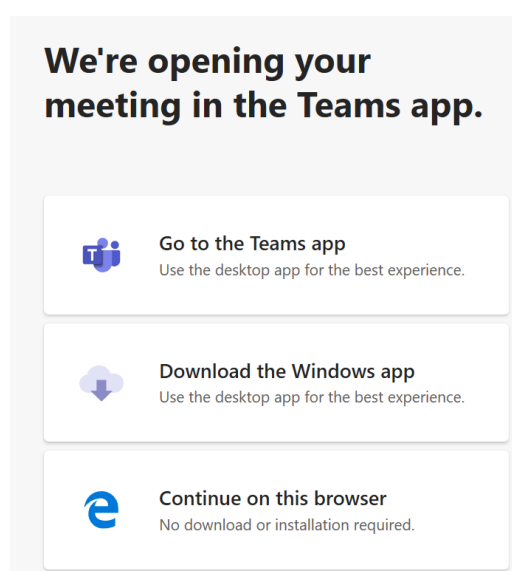 We're opening your
meeting in the Teams app.
T
Go to the Teams app
Use the desktop app for the best experience.
Download the Windows app
Use the desktop app for the best experience.
Continue on this browser
No download or installation required.